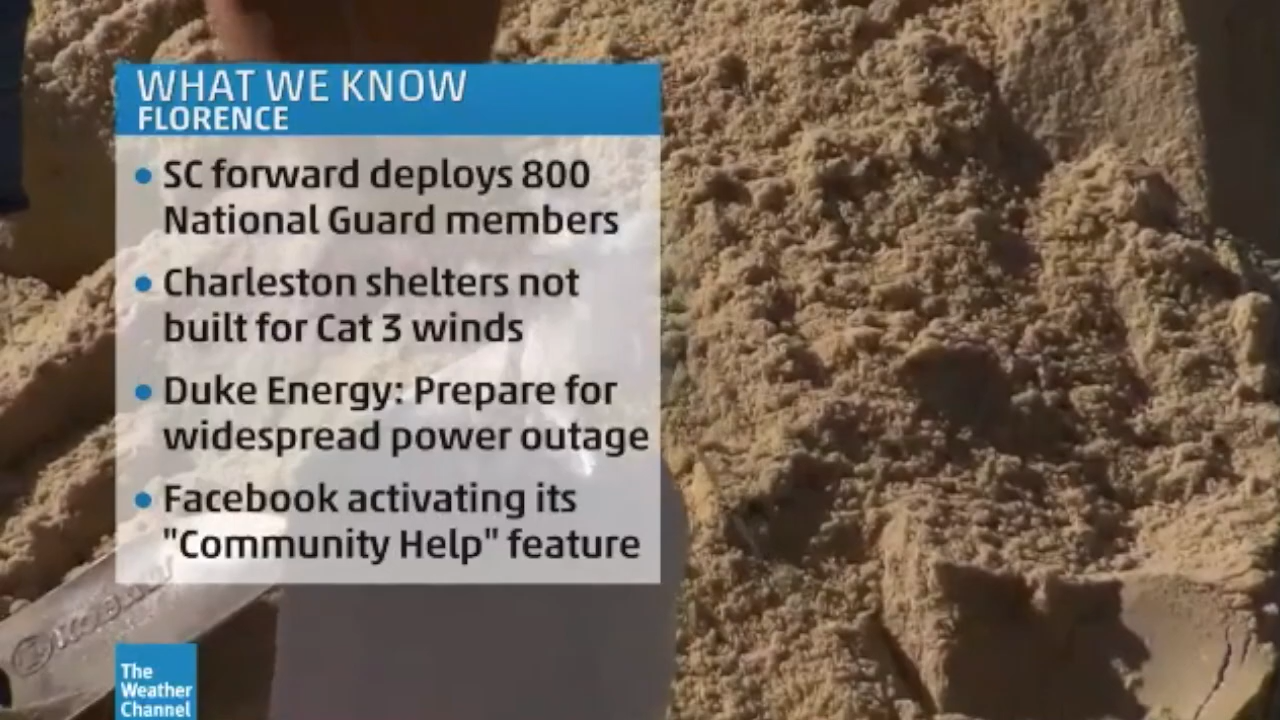 WHAT WE KNOW
FLORENCE
• SC forward deploys 800
National Guard members
• Charleston shelters not
built for Cat 3 winds
• Duke Energy: Prepare for
widespread power outage
• Facebook activating its
"Community Help" feature
The
Weather
Channel